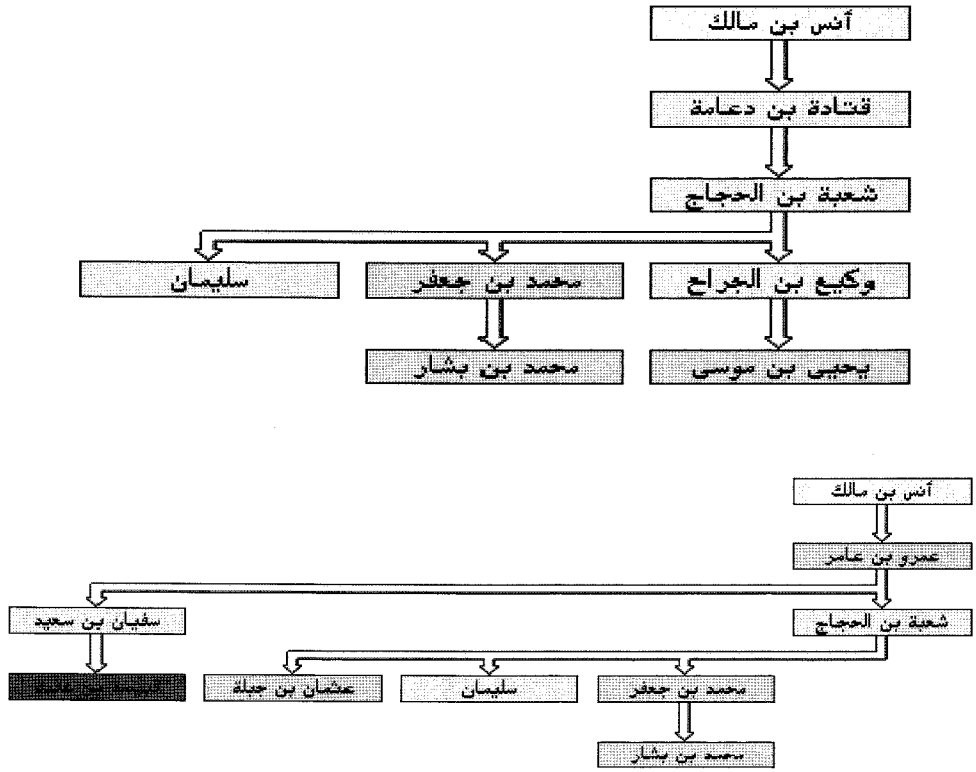 أنس بن مالك
قتادة بن دعامة
شعبة بن الحجاج
وكيع بن الجراح محمد بن جعفر سليمان
يحيى بن موسى محمد بن بشار
أنس بن مالك
عمرو بن عامر
شعبة بن الحجاج سفيان بن سعيد
محمد بن جعفر سليمان عثمان بن جبلة
محمد بن بشار